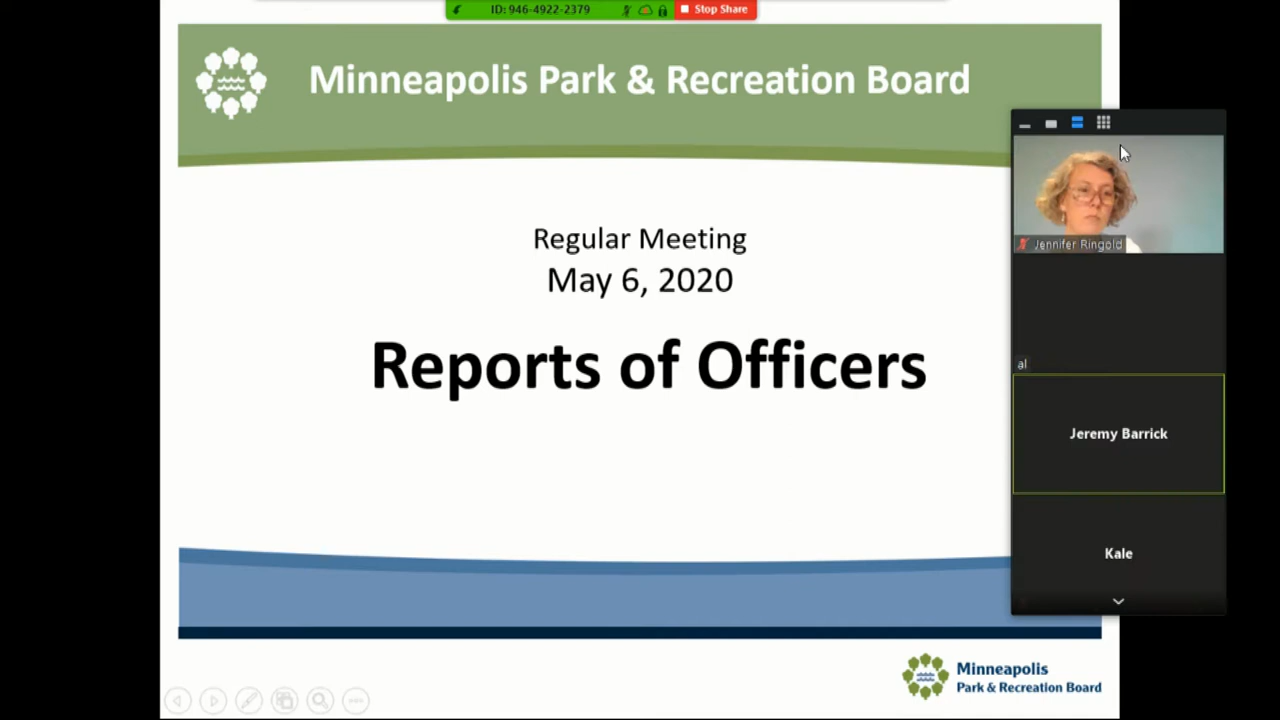 ID: 946-4922-2379
Stop Share
Minneapolis Park & Recreation Board
Regular Meeting
May 6, 2020
Reports of Officers
Jennifer Ringold
al
Jeremy Barrick
Kale
Minneapolis
Park & Recreation Board